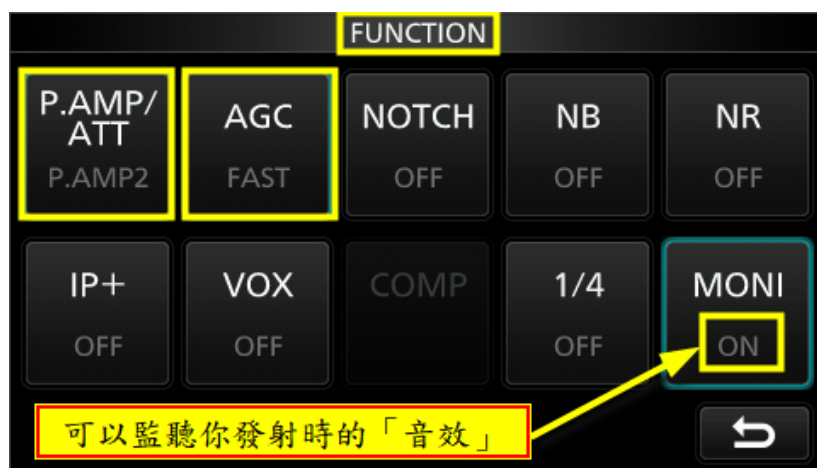 FUNCTION
P.AMP/
ATT
P.AMP2
AGC
FAST
NOTCH
OFF
NB
OFF
NR
OFF
IP+
OFF
VOX
OFF
COMP
1/4
OFF
MONI
ON
可以監聽你發射時的「音效」